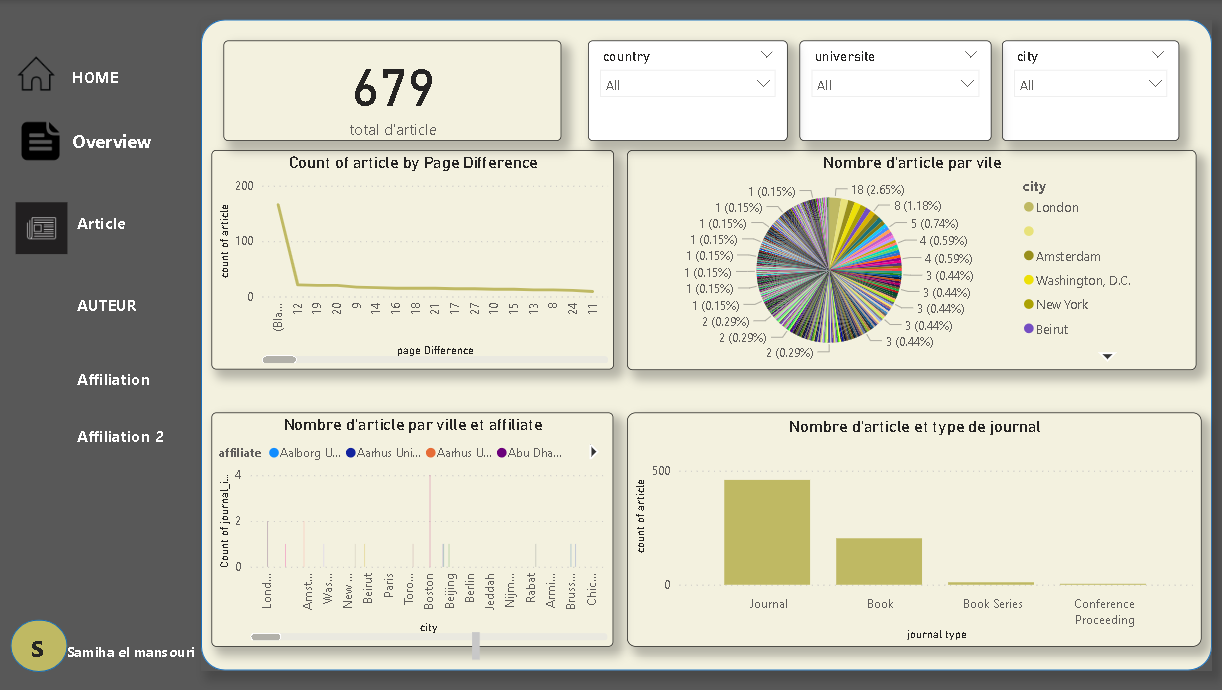 HOME
Overview
Article
AUTEUR
Affiliation
Affiliation 2
S
Samiha el mansouri
679
total d'article
country
All
universite
All
city
All
Count of article by Page Difference
count of article
200
100
0
(Bla...
12
19
20
9
14
16
15
18
21
17
27
10
15
13
8
24
11
page Difference
Nombre d'article par vile
18 (2.65%)
8 (1.18%)
5 (0.74%)
4 (0.59%)
4 (0.59%)
3 (0.44%)
3 (0.44%)
3 (0.44%)
3 (0.44%)
3 (0.44%)
2 (0.29%)
2 (0.29%)
2 (0.29%)
1 (0.15%)
1 (0.15%)
1 (0.15%)
1 (0.15%)
1 (0.15%)
1 (0.15%)
1 (0.15%)
1 (0.15%)
city
London
Amsterdam
Washington, D.C.
New York
Beirut
Nombre d'article par ville et affiliate
affiliate Aalborg U... Aarhus Uni... Aarhus U... Abu Dha...
Count of journal_i...
4
2
0
Lond...
Amst...
Was...
New ...
Beirut
Paris
Toro...
Boston
Beijing
Berlin
Jeddah
Nijm...
Rabat
Armi...
Bruss...
Chic...
city
Nombre d'article et type de journal
count of article
500
0
Journal
Book
Book Series
Conference
Proceeding
journal type